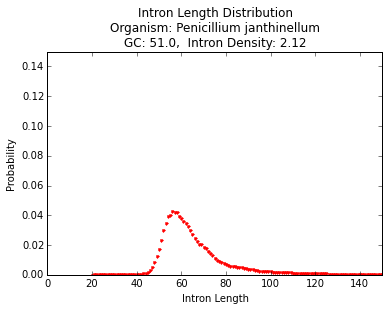 Intron Length Distribution
Organism: Penicillium janthinellum
GC: 51.0,  Intron Density: 2.12
0.14
0.12
0.10
0.08
0.06
0.04
0.02
0.00
Probability
0 20 40 60 80 100 120 140
Intron Length